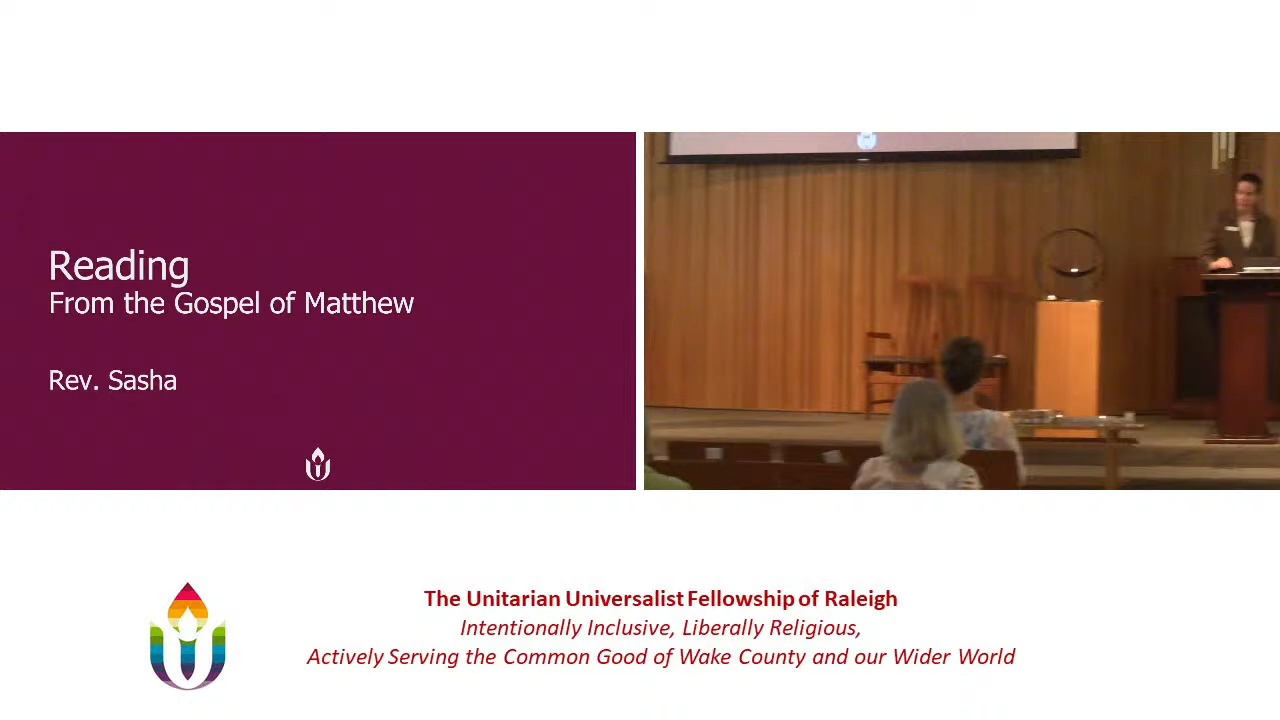 Reading
From the Gospel of Matthew
Rev. Sasha
The Unitarian Universalist Fellowship of Raleigh
Intentionally Inclusive, Liberally Religious,
Actively Serving the Common Good of Wake County and our Wider World